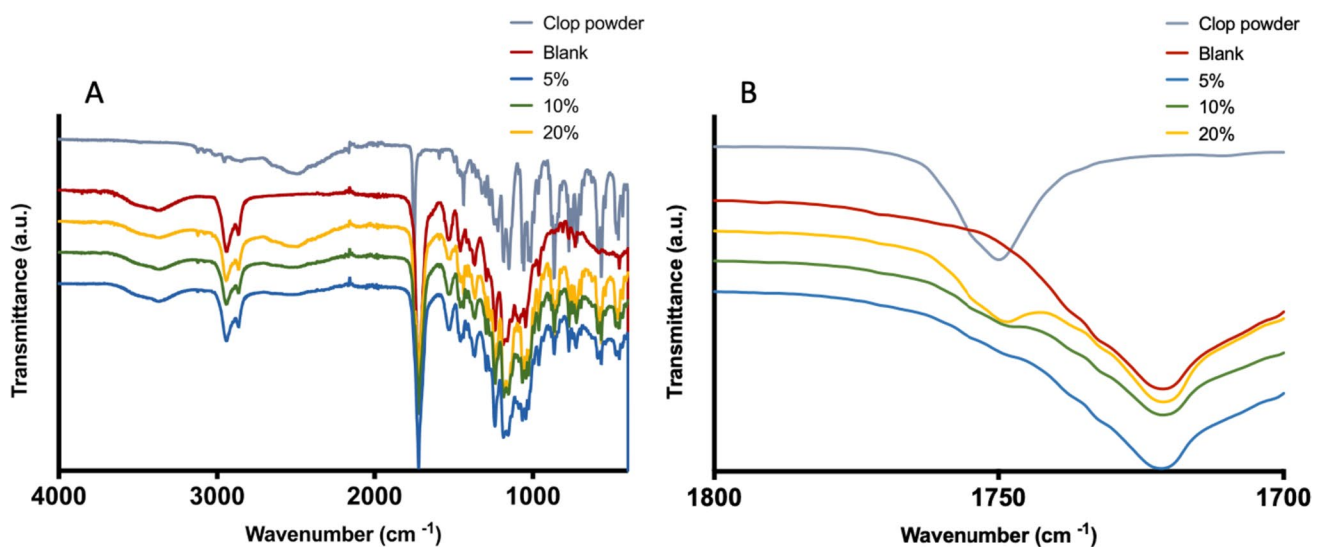 A
Clop powder
Blank
5%
10%
20%
Transmittance (a.u.)
4000
3000
2000
1000
Wavenumber (cm -1)
B
Clop powder
Blank
5%
10%
20%
Transmittance (a.u.)
1800
1750
1700
Wavenumber (cm -1)